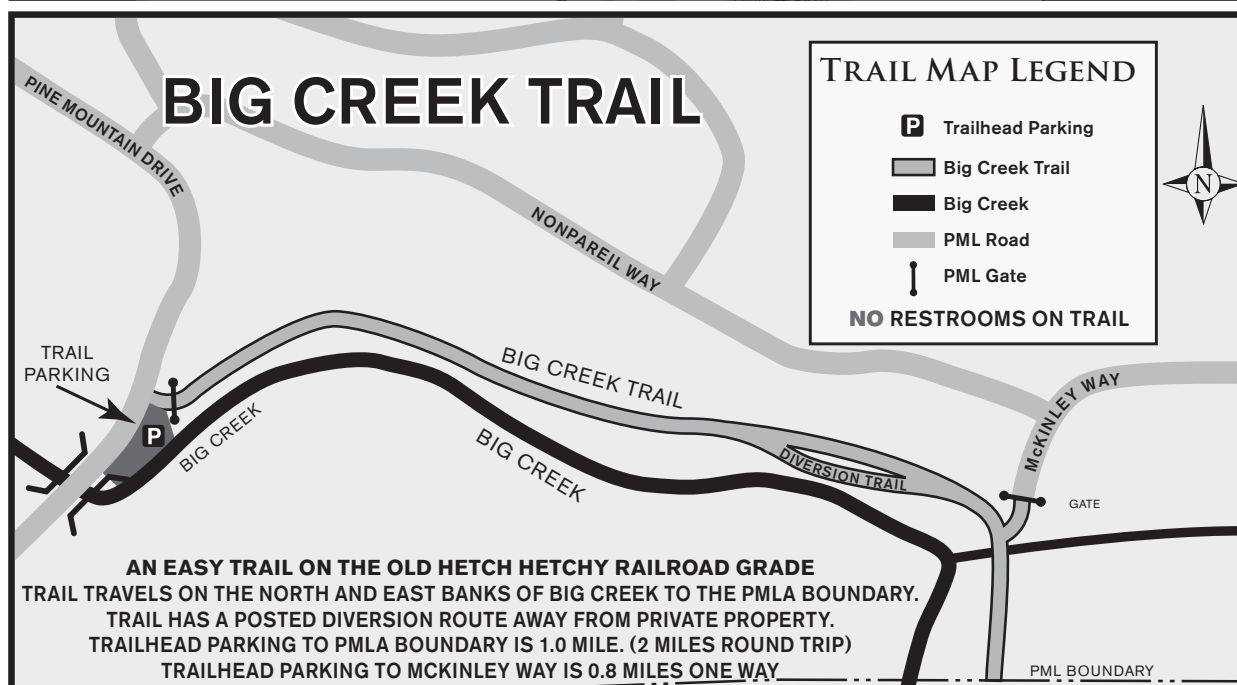 BIG CREEK TRAIL
TRAIL MAP LEGEND
P Trailhead Parking
Big Creek Trail
Big Creek
PML Road
PML Gate
NO RESTROOMS ON TRAIL
N
PINE MOUNTAIN DRIVE
NONPAREIL WAY
TRAIL
PARKING
P
BIG CREEK
BIG CREEK TRAIL
BIG CREEK
DIVERSION TRAIL
McKINLEY WAY
GATE
AN EASY TRAIL ON THE OLD HETCH HETCHY RAILROAD GRADE
TRAIL TRAVELS ON THE NORTH AND EAST BANKS OF BIG CREEK TO THE PMLA BOUNDARY.
TRAIL HAS A POSTED DIVERSION ROUTE AWAY FROM PRIVATE PROPERTY.
TRAILHEAD PARKING TO PMLA BOUNDARY IS 1.0 MILE. (2 MILES ROUND TRIP)
TRAILHEAD PARKING TO MCKINLEY WAY IS 0.8 MILES ONE WAY
PML BOUNDARY